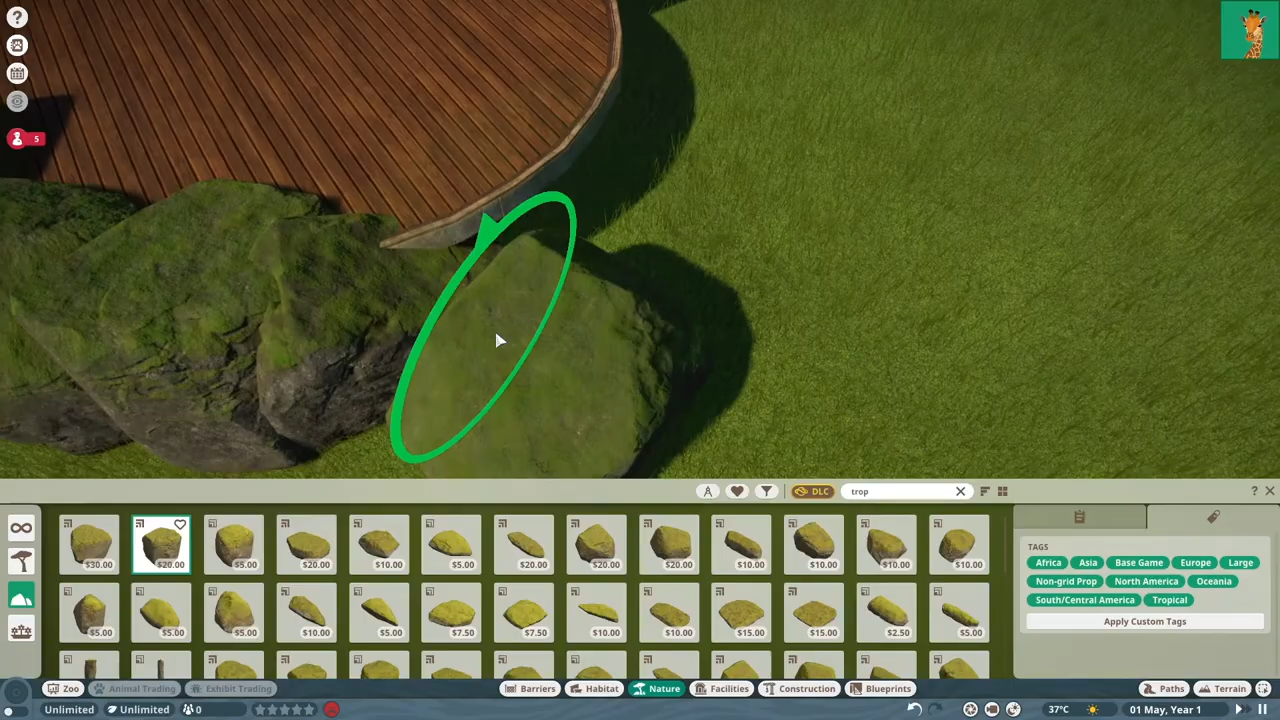 ?
5
DLC
trop
?
$30.00 $20.00 $5.00 $20.00 $10.00 $5.00 $20.00 $20.00 $20.00 $10.00 $10.00 $10.00 $10.00
$5.00 $5.00 $5.00 $10.00 $5.00 $7.50 $7.50 $10.00 $10.00 $15.00 $15.00 $2.50 $5.00
TAGS
Africa Asia Base Game Europe Large
Non-grid Prop North America Oceania
South/Central America Tropical
Apply Custom Tags
Zoo Animal Trading Exhibit Trading Barriers Habitat Nature Facilities Construction Blueprints Paths Terrain
Unlimited Unlimited 0 37°C 01 May, Year 1